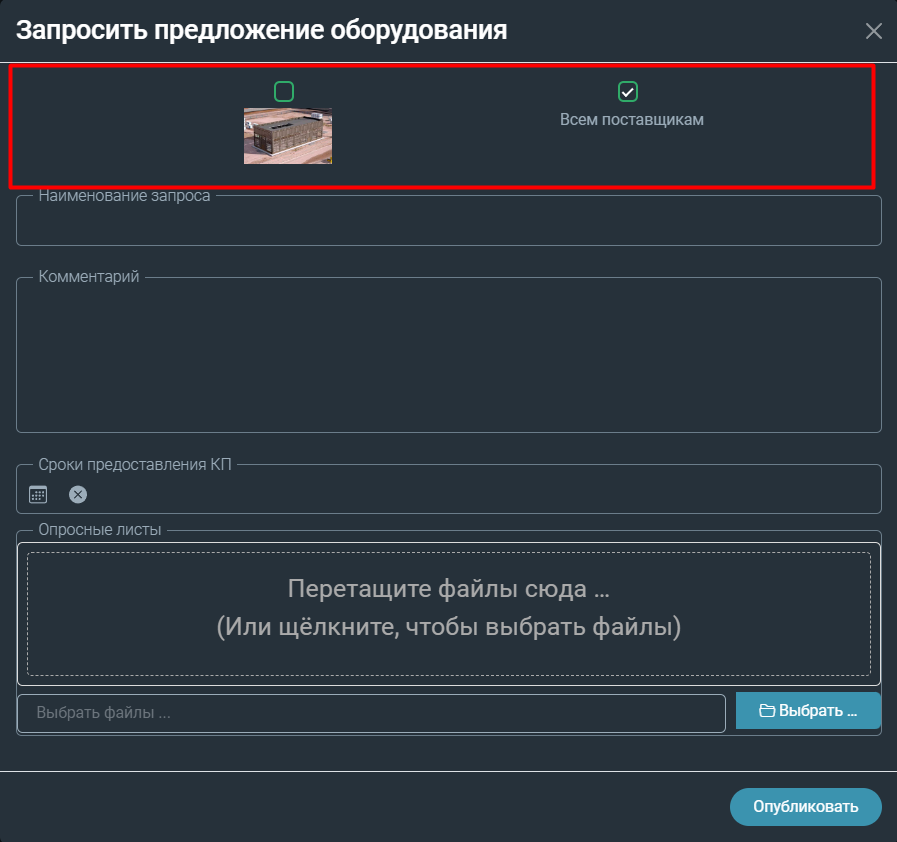 Запросить предложение оборудования
Всем поставщикам
Наименование запроса
Комментарий
Сроки предоставления КП
Опросные листы
Перетащите файлы сюда ...
(Или щёлкните, чтобы выбрать файлы)
Выбрать файлы ...
Выбрать ...
Опубликовать